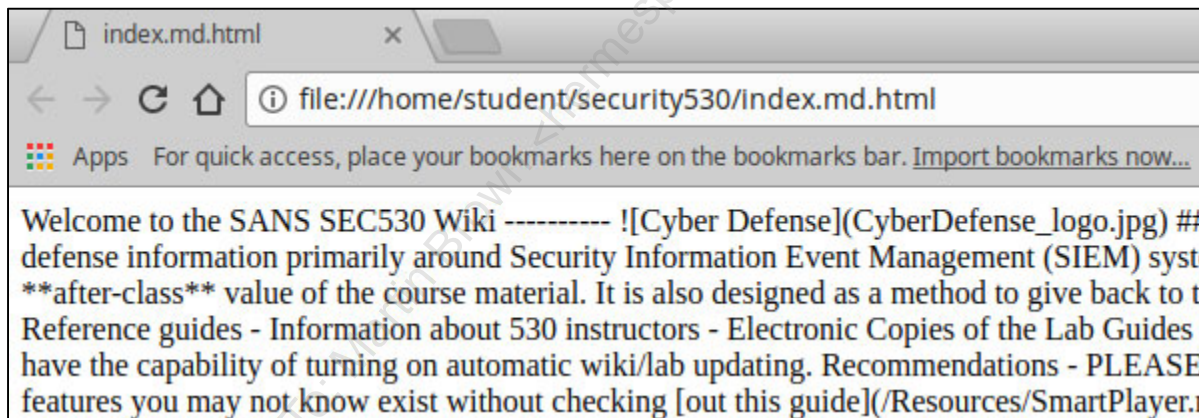 index.md.html
file:///home/student/security530/index.md.html
Apps For quick access, place your bookmarks here on the bookmarks bar. Import bookmarks now...
Welcome to the SANS SEC530 Wiki ---------- ![Cyber Defense](CyberDefense_logo.jpg) ##
defense information primarily around Security Information Event Management (SIEM) syst
**after-class** value of the course material. It is also designed as a method to give back to t
Reference guides - Information about 530 instructors - Electronic Copies of the Lab Guides
have the capability of turning on automatic wiki/lab updating. Recommendations - PLEASE
features you may not know exist without checking [out this guide](/Resources/SmartPlayer.
To: Martin Brown <hermesp